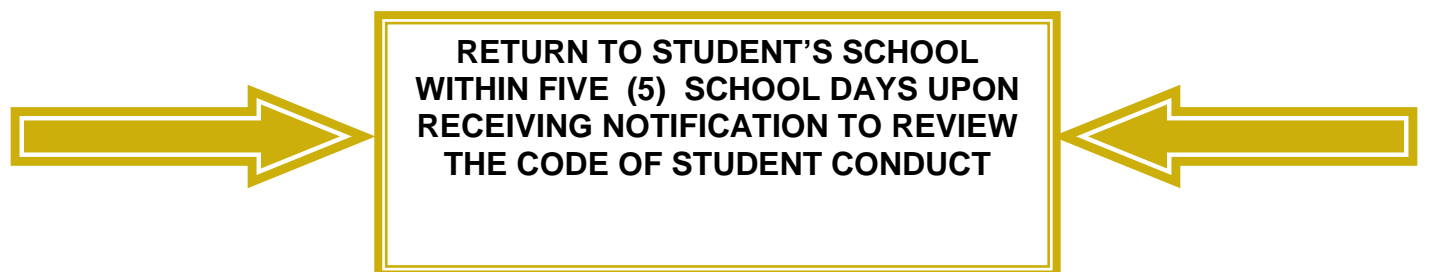 RETURN TO STUDENT’S SCHOOL
WITHIN FIVE (5) SCHOOL DAYS UPON
RECEIVING NOTIFICATION TO REVIEW
THE CODE OF STUDENT CONDUCT